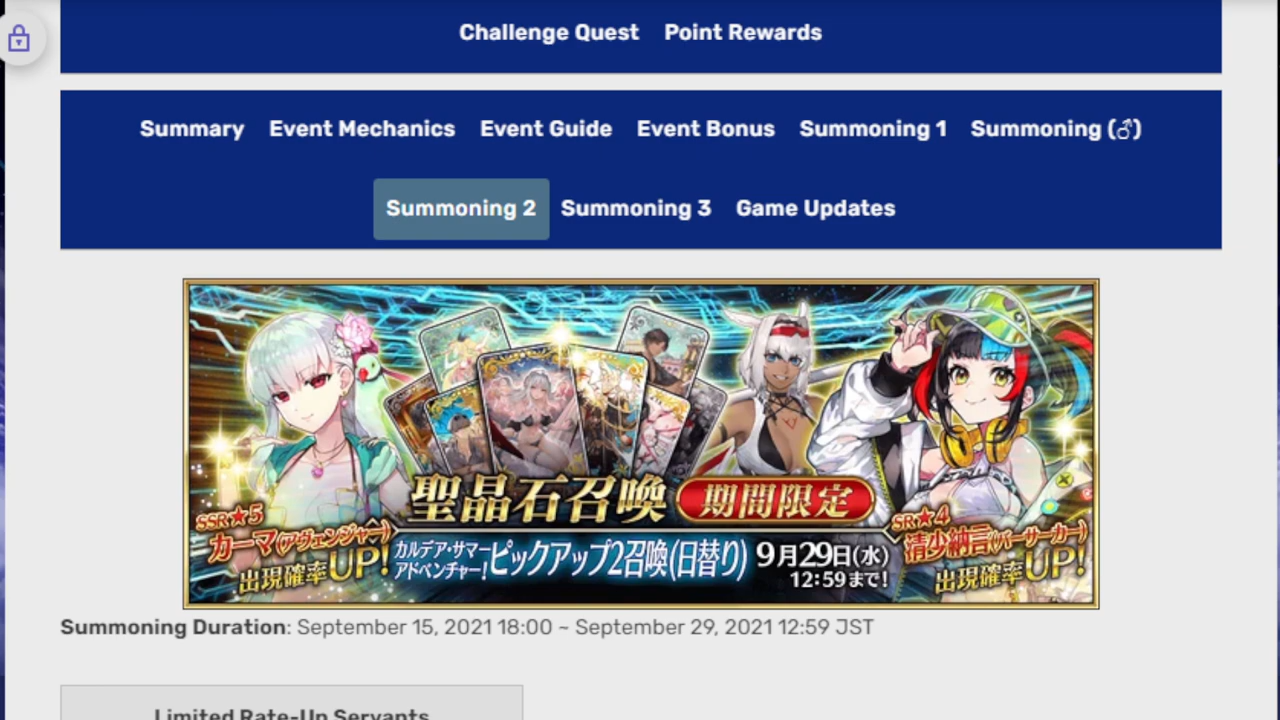 Challenge Quest Point Rewards
Summary Event Mechanics Event Guide Event Bonus Summoning 1 Summoning (♂)
Summoning 2 Summoning 3 Game Updates
聖晶石召喚 期間限定
SSR★5
カーマ(アヴェンジャー)
出現確率UP!
カルデア・サマー
アドベンチャー!
ピックアップ2召喚(日替り)
9月29日(水)
12:59まで!
SR★4
清少納言(バーサーカー)
出現確率UP!
Summoning Duration: September 15, 2021 18:00 ~ September 29, 2021 12:59 JST
Limited Rate-Up Servants